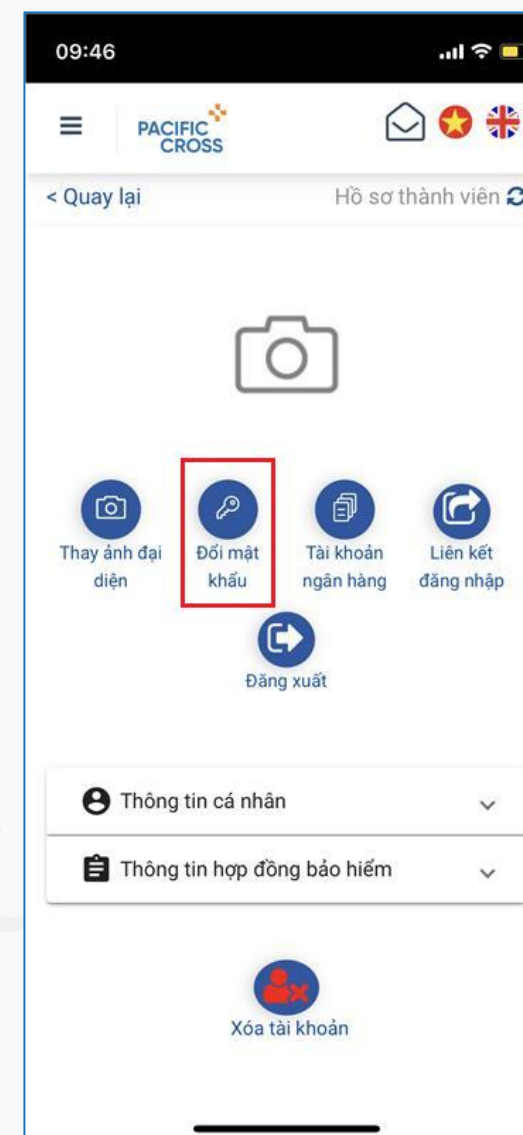 09:46
PACIFIC
CROSS
< Quay lại
Hồ sơ thành viên
Thay ảnh đại
diện
Đổi mật
khẩu
Tài khoản
ngân hàng
Liên kết
đăng nhập
Đăng xuất
Thông tin cá nhân
Thông tin hợp đồng bảo hiểm
Xóa tài khoản